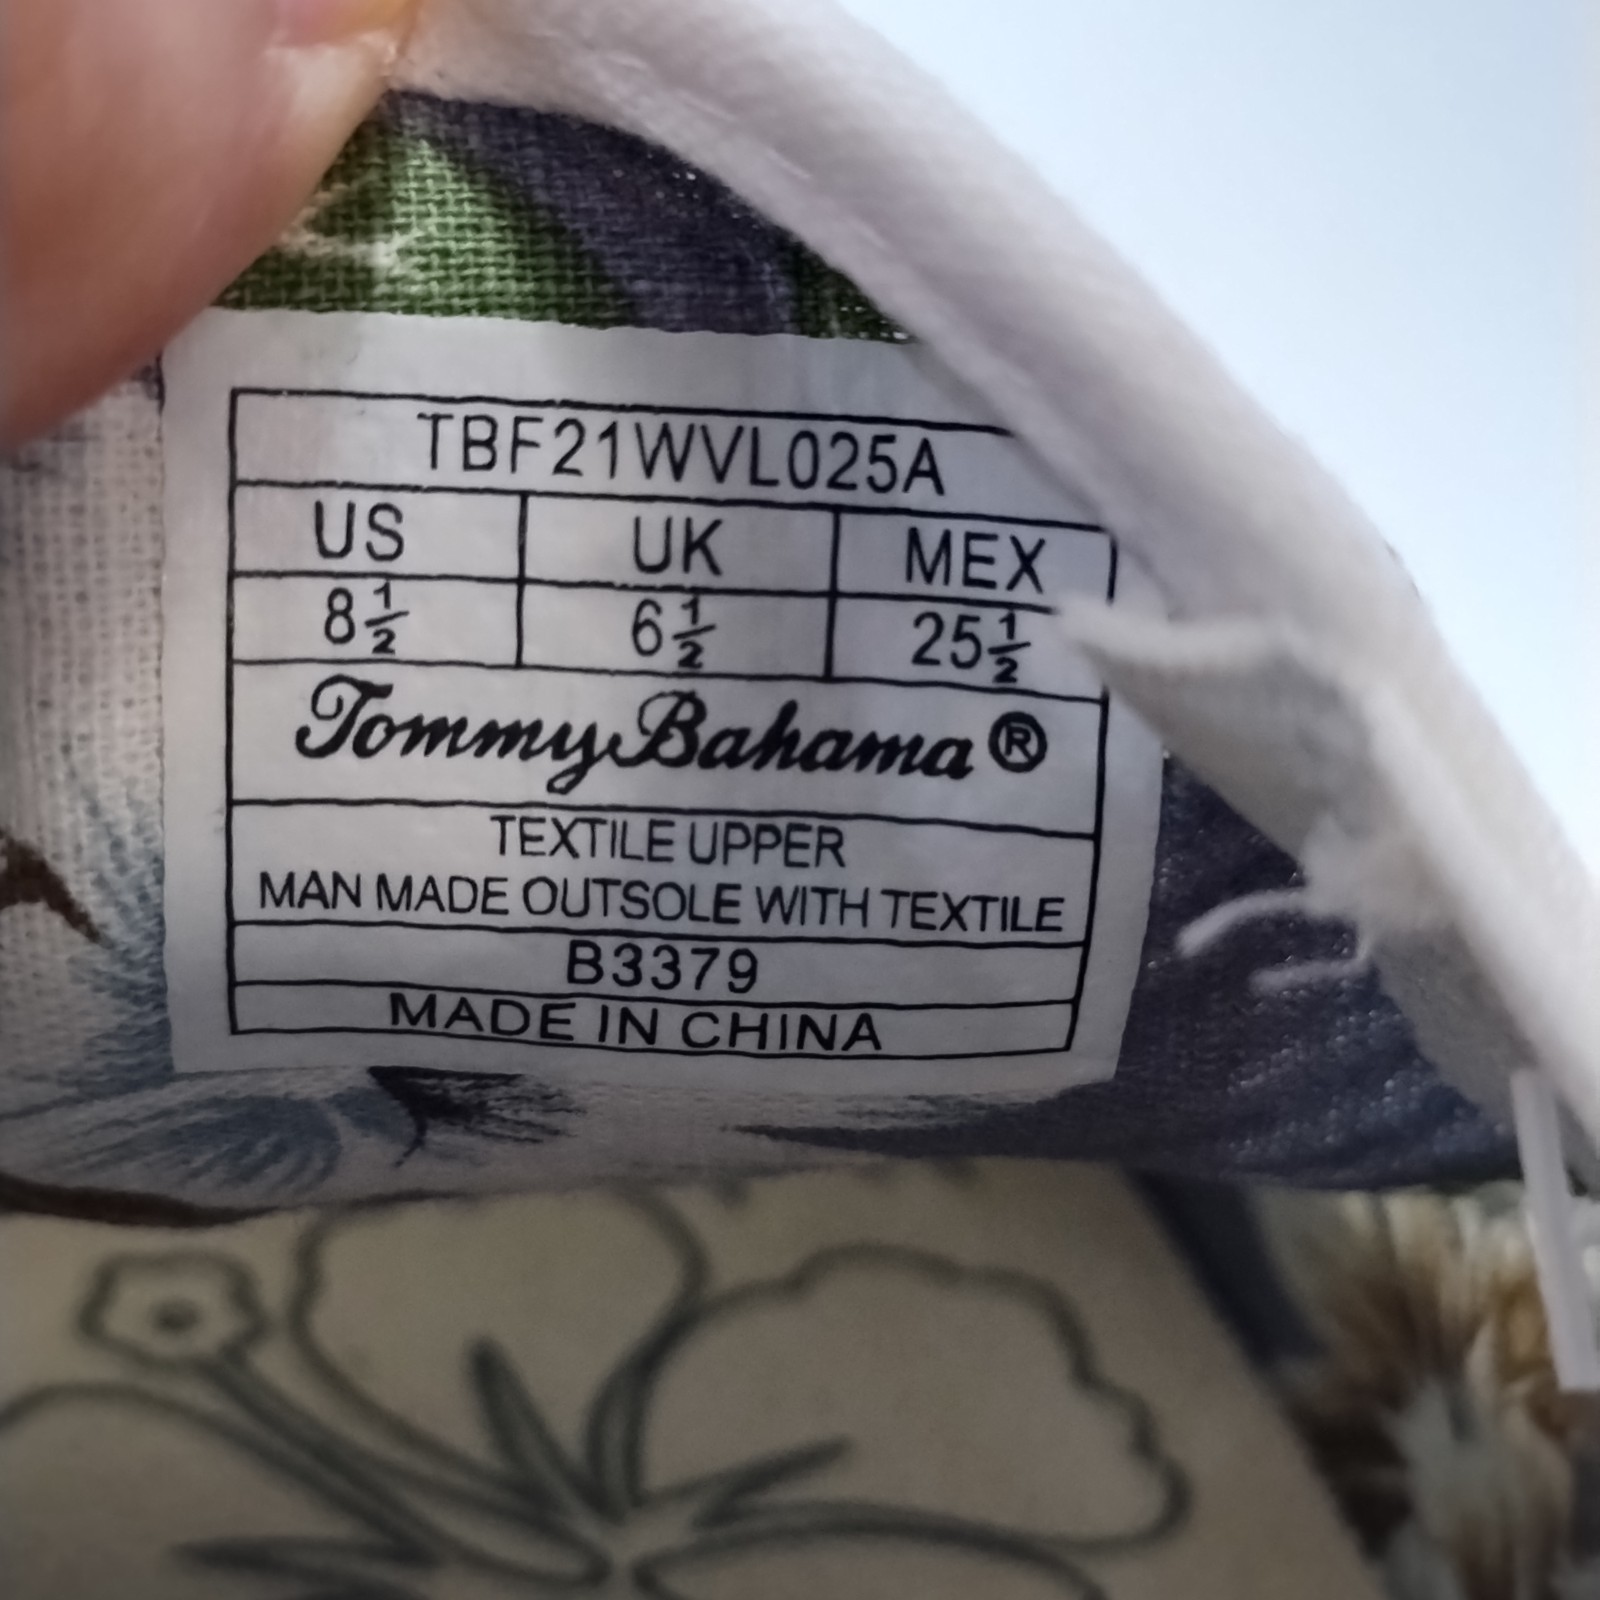 TBF21WVL025A
US UK MEX
8½ 6½ 25½
Tommy Bahama ®
TEXTILE UPPER
MAN MADE OUTSOLE WITH TEXTILE
B3379
MADE IN CHINA